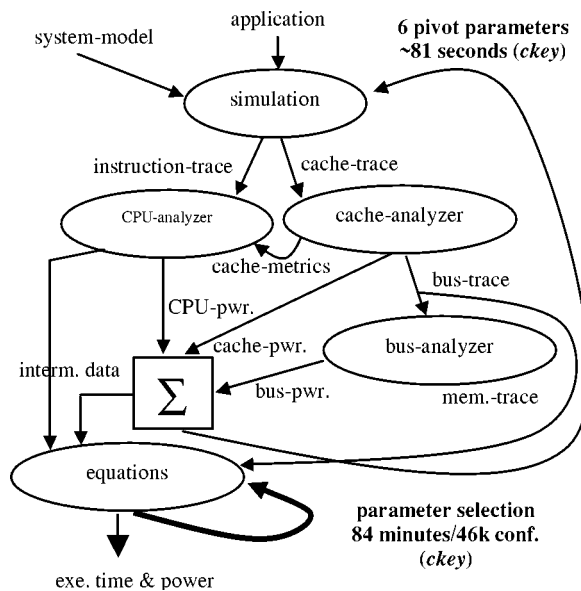 application
system-model
6 pivot parameters
~81 seconds (ckey)
simulation
instruction-trace
cache-trace
CPU-analyzer
cache-analyzer
cache-metrics
bus-trace
CPU-pwr.
cache-pwr.
bus-analyzer
interm. data
Σ
bus-pwr.
mem.-trace
equations
parameter selection
84 minutes/46k conf.
(ckey)
exe. time & power